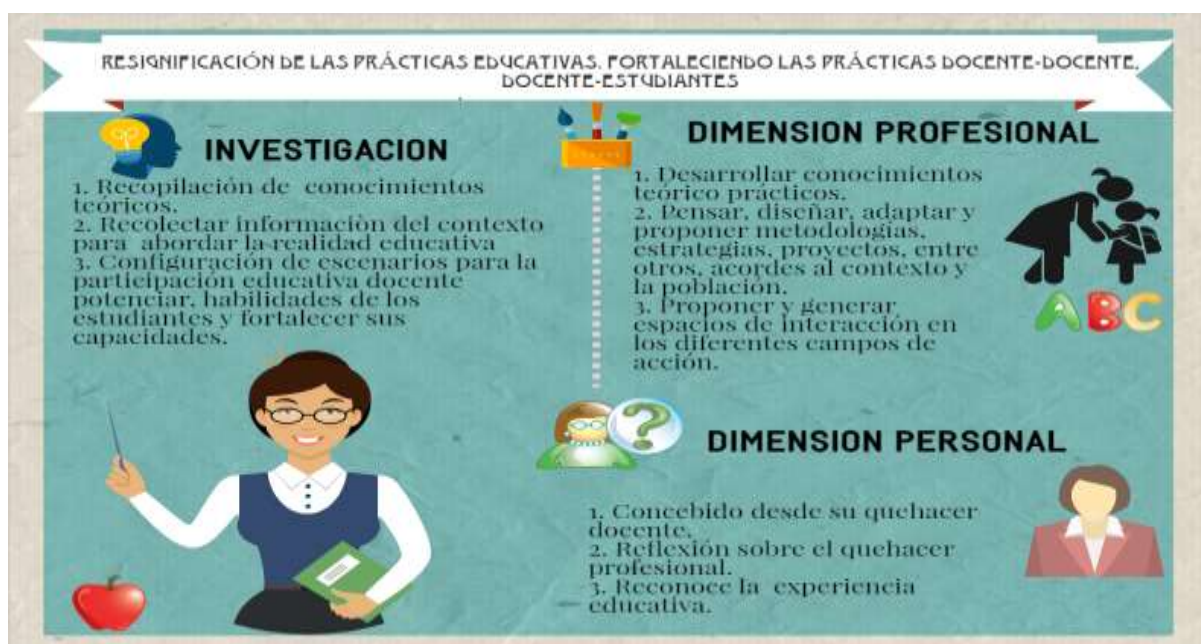 RESIGNIFICACIÓN DE LAS PRÁCTICAS EDUCATIVAS. FORTALECIENDO LAS PRÁCTICAS DOCENTE-DOCENTE,
DOCENTE-ESTUDIANTES
INVESTIGACION
1. Recopilación de conocimientos
teóricos.
2. Recolectar informaciòn del contexto
para abordar la realidad educativa
3. Configuración de escenarios para la
participación educativa docente
potenciar, habilidades de los
estudiantes y fortalecer sus
capacidades.
DIMENSION PROFESIONAL
1. Desarrollar conocimientos
teórico prácticos.
2. Pensar, diseñar, adaptar y
proponer metodologías,
estrategias, proyectos, entre
otros, acordes al contexto y
la población.
3. Proponer y generar
espacios de interacción en
los diferentes campos de
acción.
ABC
?
DIMENSION PERSONAL
1. Concebido desde su quehacer
docente.
2. Reflexión sobre el quehacer
profesional.
3. Reconoce la experiencia
educativa.